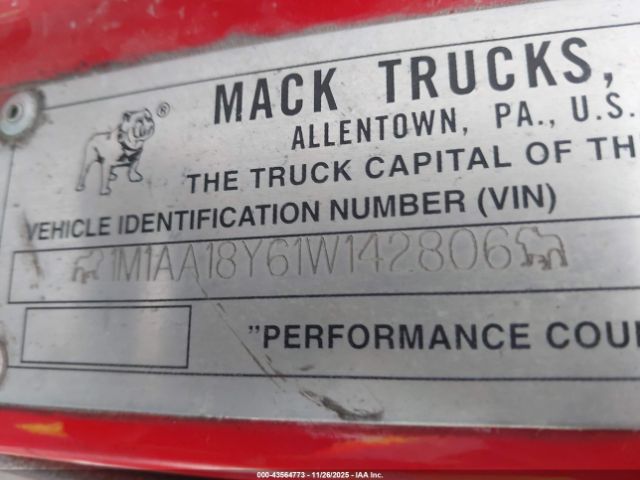 MACK TRUCKS,
®
ALLENTOWN, PA., U.S.
THE TRUCK CAPITAL OF TH
VEHICLE IDENTIFICATION NUMBER (VIN)
1M1AA18Y61W142806
"PERFORMANCE COU
000-43564773 - 11/26/2025 - IAA Inc.